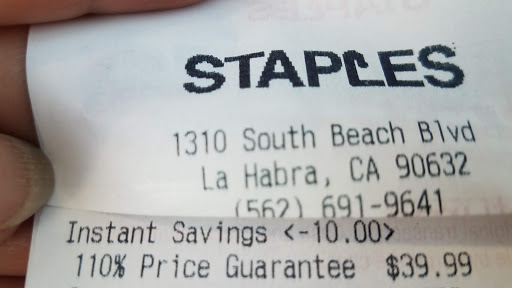 STAPLES
1310 South Beach Blvd
La Habra, CA 90632
(562) 691-9641
Instant Savings <-10.00>
110% Price Guarantee $39.99